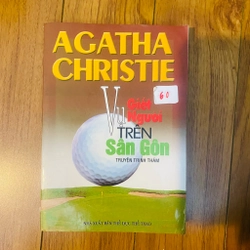 AGATHA
CHRISTIE
60
Vụ Giết
Người
TRÊN
Sân Gôn
TRUYỆN TRINH THÁM